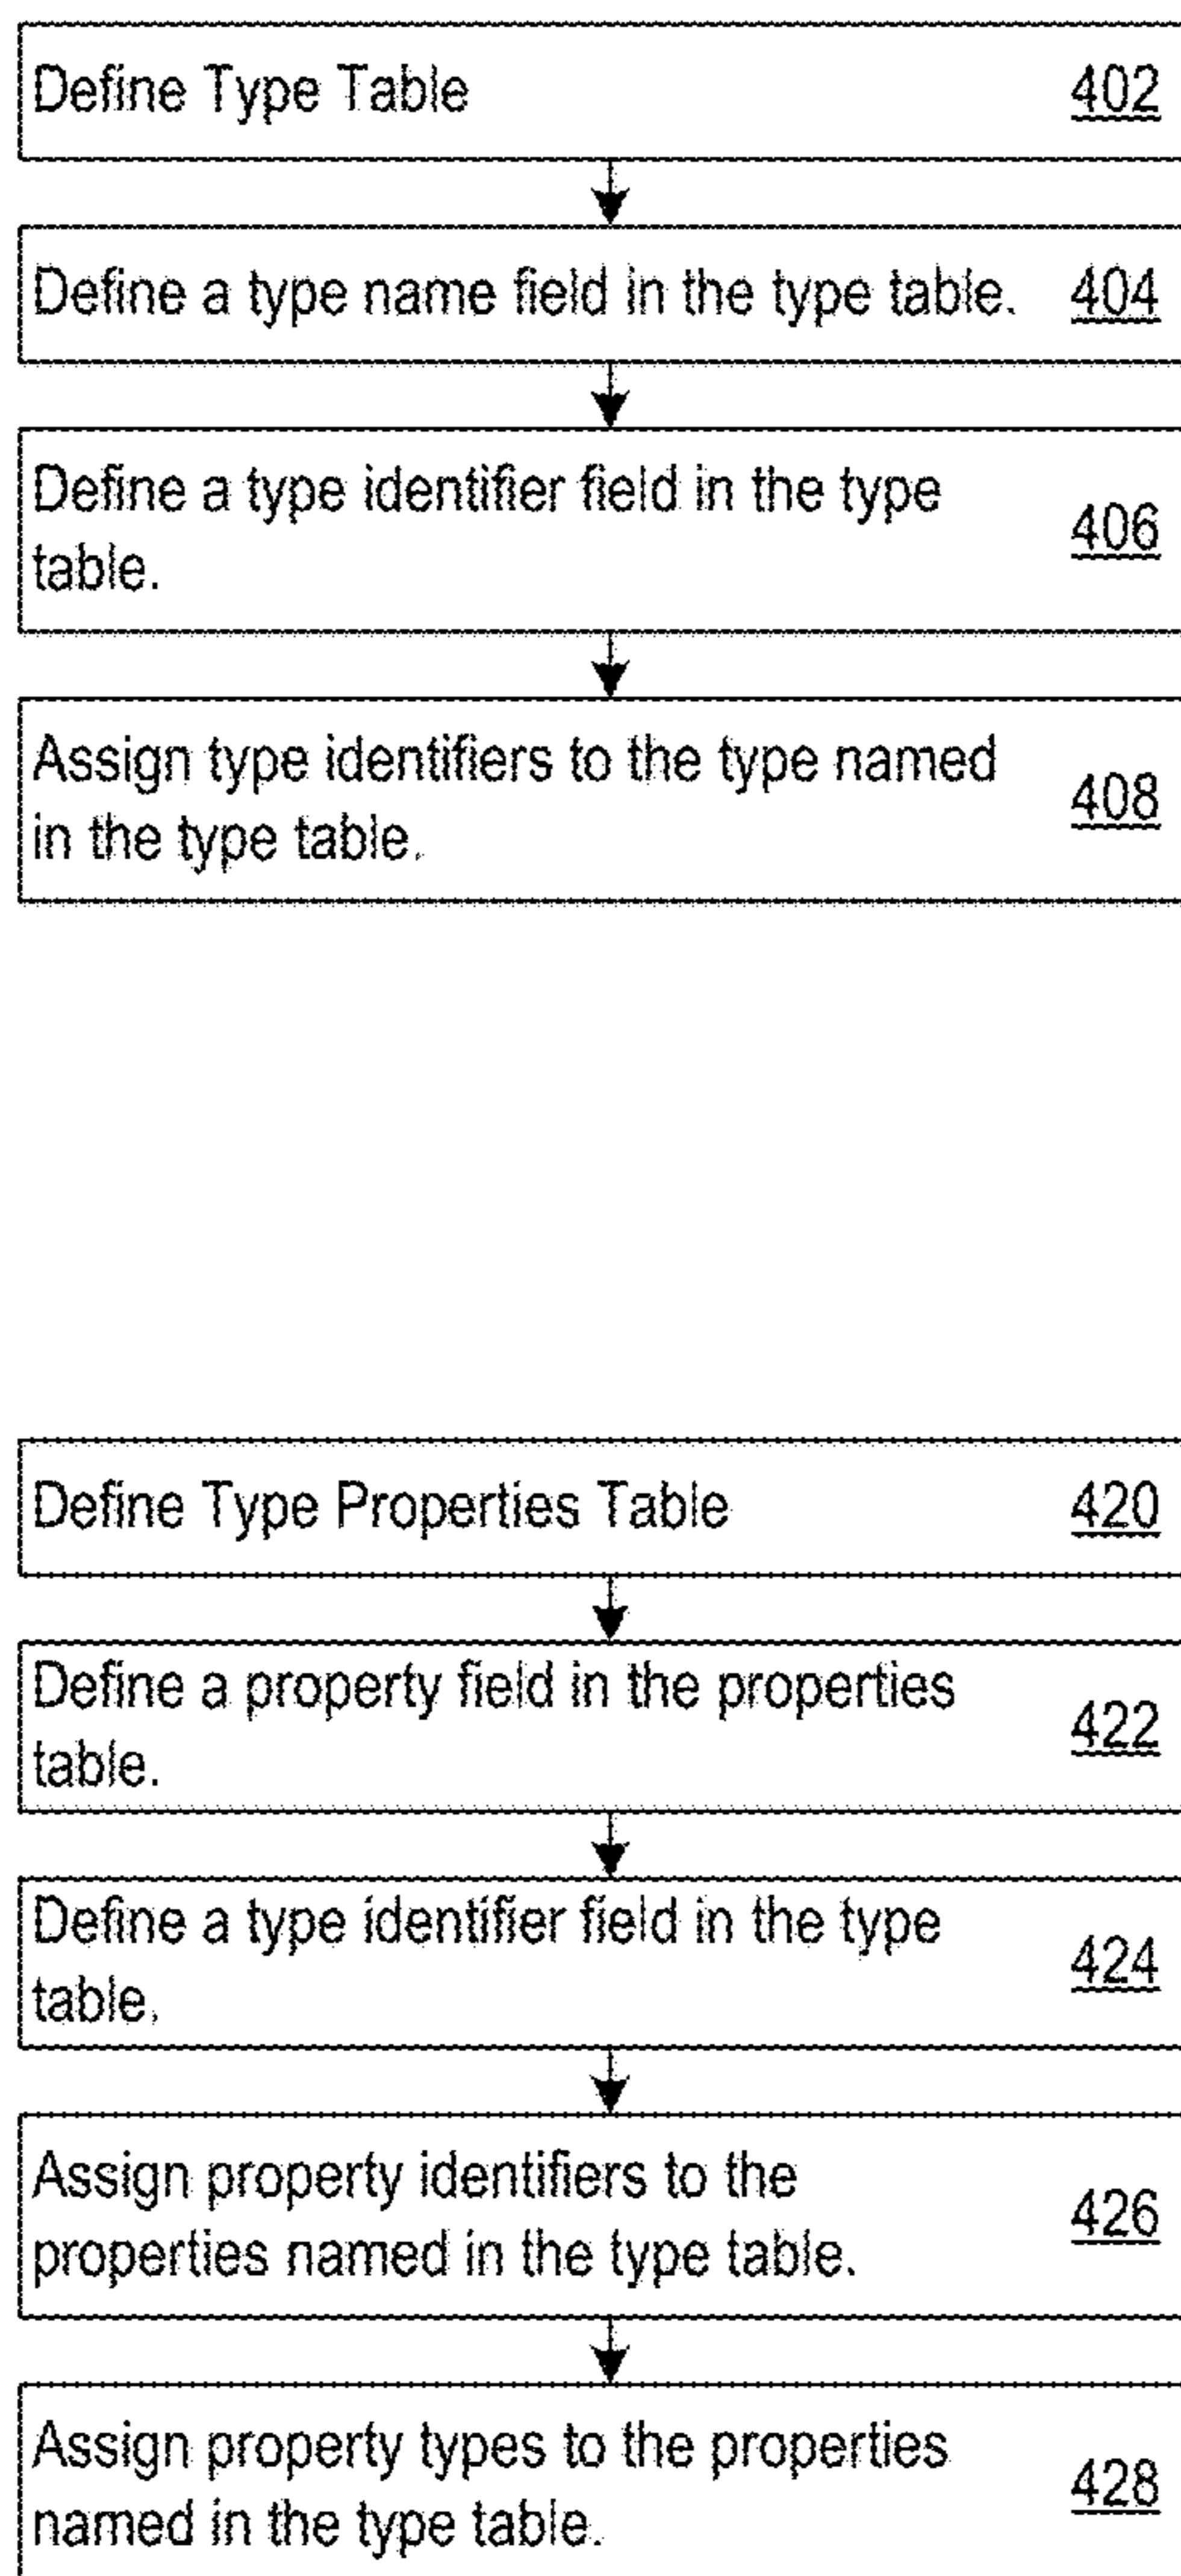 Define Type Table 402
Define a type name field in the type table. 404
Define a type identifier field in the type
table. 406
Assign type identifiers to the type named
in the type table. 408
Define Type Properties Table 420
Define a property field in the properties
table. 422
Define a type identifier field in the type
table. 424
Assign property identifiers to the
properties named in the type table. 426
Assign property types to the properties
named in the type table. 428